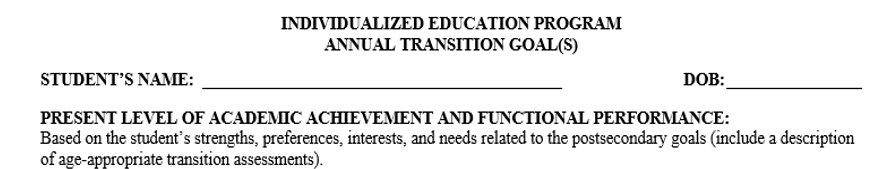 INDIVIDUALIZED EDUCATION PROGRAM
ANNUAL TRANSITION GOAL(S)
STUDENT'S NAME: DOB:
PRESENT LEVEL OF ACADEMIC ACHIEVEMENT AND FUNCTIONAL PERFORMANCE:
Based on the student's strengths, preferences, interests, and needs related to the postsecondary goals (include a description
of age-appropriate transition assessments).